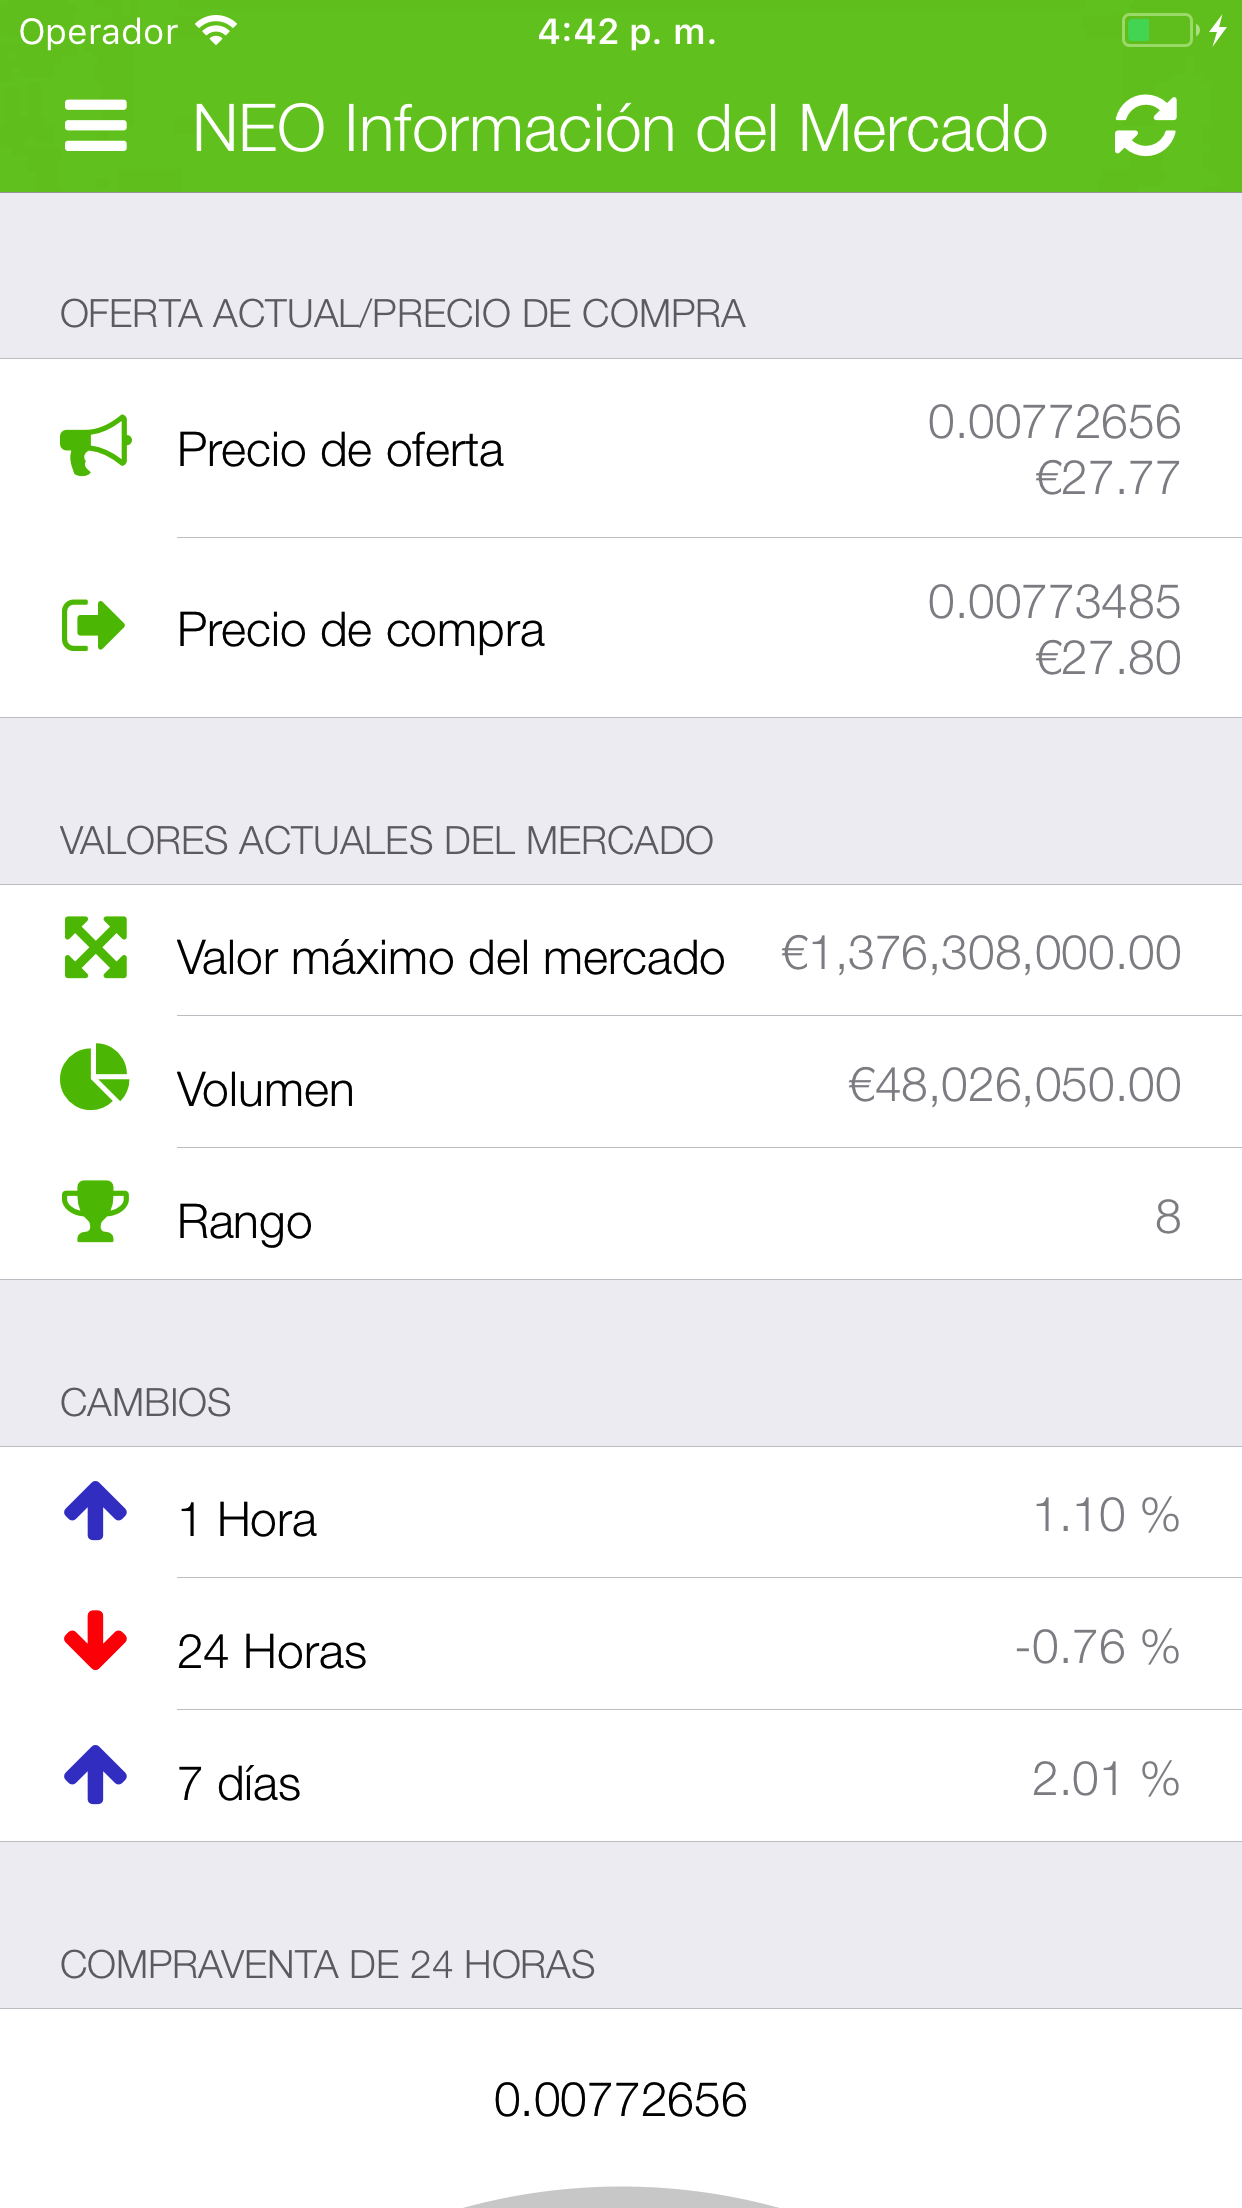 Operador 4:42 p. m.
NEO Información del Mercado
OFERTA ACTUAL/PRECIO DE COMPRA
Precio de oferta 0.00772656
€27.77
Precio de compra 0.00773485
€27.80
VALORES ACTUALES DEL MERCADO
Valor máximo del mercado €1,376,308,000.00
Volumen €48,026,050.00
Rango 8
CAMBIOS
1 Hora 1.10 %
24 Horas -0.76 %
7 días 2.01 %
COMPRAVENTA DE 24 HORAS
0.00772656